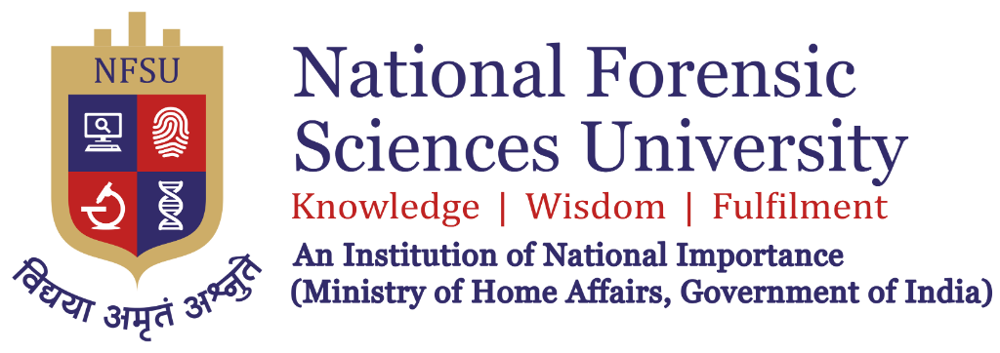 NFSU
विद्यया अमृतं अश्नुते
National Forensic
Sciences University
Knowledge | Wisdom | Fulfilment
An Institution of National Importance
(Ministry of Home Affairs, Government of India)